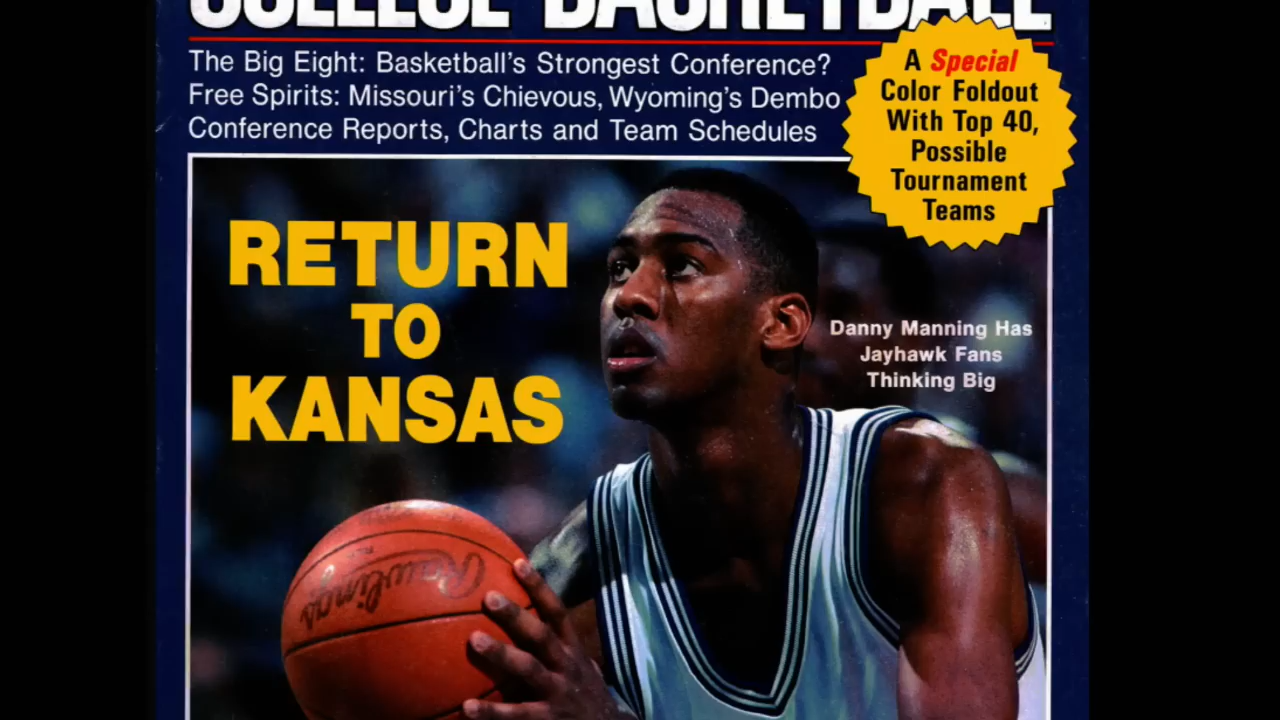 COLLEGE BASKETBALL
The Big Eight: Basketball's Strongest Conference?
Free Spirits: Missouri's Chievous, Wyoming's Dembo
Conference Reports, Charts and Team Schedules
A Special
Color Foldout
With Top 40,
Possible
Tournament
Teams
RETURN
TO
KANSAS
Danny Manning Has
Jayhawk Fans
Thinking Big
Rawlings